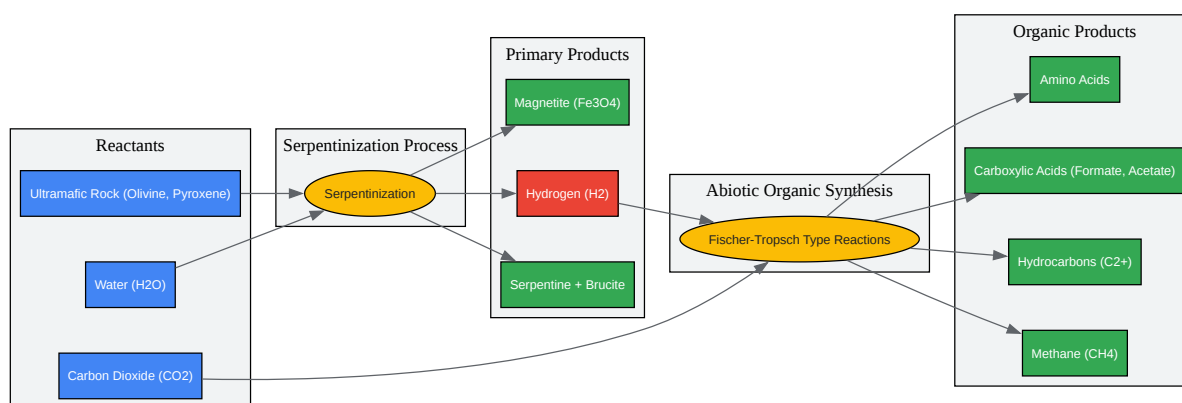 Reactants
Ultramafic Rock (Olivine, Pyroxene)
Water (H2O)
Carbon Dioxide (CO2)
Serpentinization Process
Serpentinization
Primary Products
Magnetite (Fe3O4)
Hydrogen (H2)
Serpentine + Brucite
Abiotic Organic Synthesis
Fischer-Tropsch Type Reactions
Organic Products
Amino Acids
Carboxylic Acids (Formate, Acetate)
Hydrocarbons (C2+)
Methane (CH4)